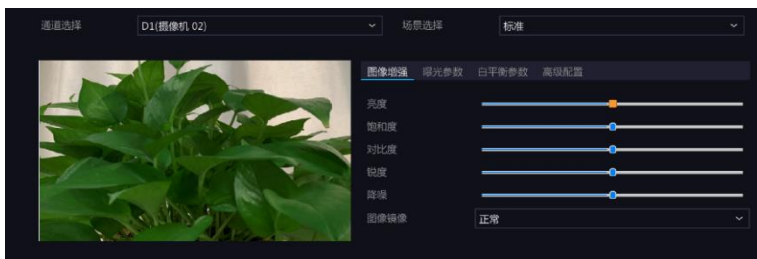 通道选择 D1(摄像机 02) 场景选择 标准
图像增强 曝光参数 白平衡参数 高级配置
亮度
饱和度
对比度
锐度
降噪
图像镜像 正常